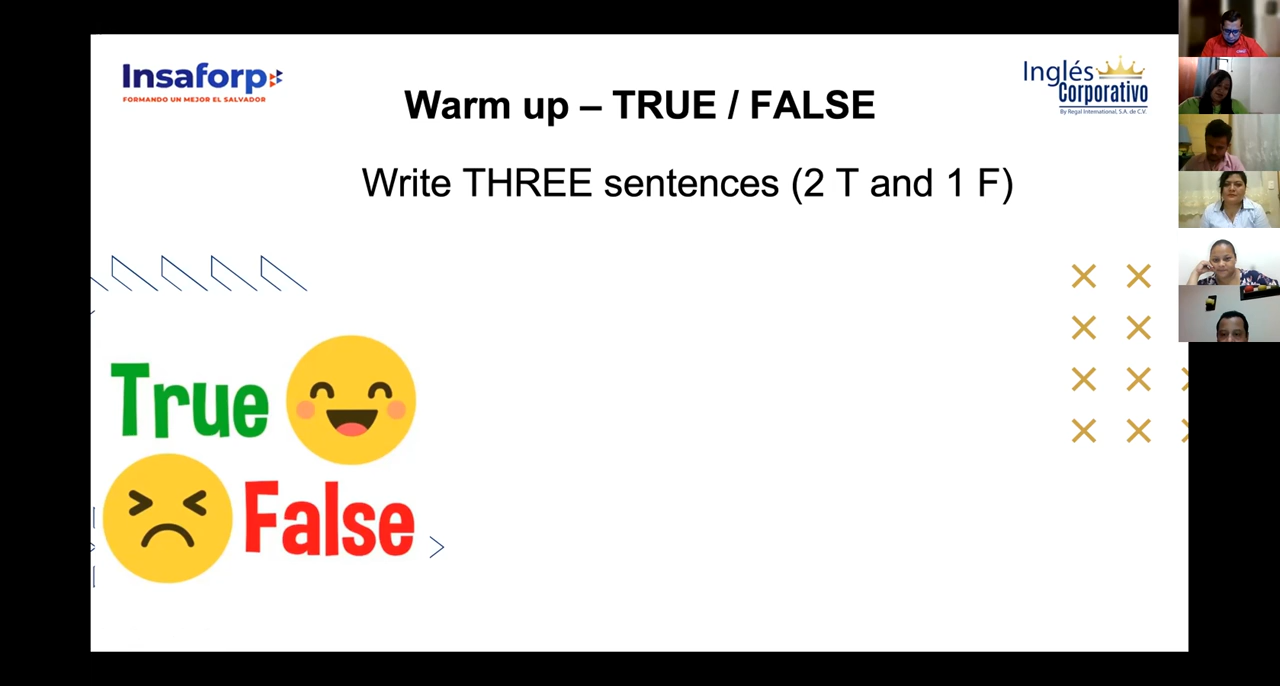 Insaforp
FORMANDO UN MEJOR EL SALVADOR
Inglés
Corporativo
By Regal International, S.A. de C.V.
Warm up – TRUE / FALSE
Write THREE sentences (2 T and 1 F)
True
False